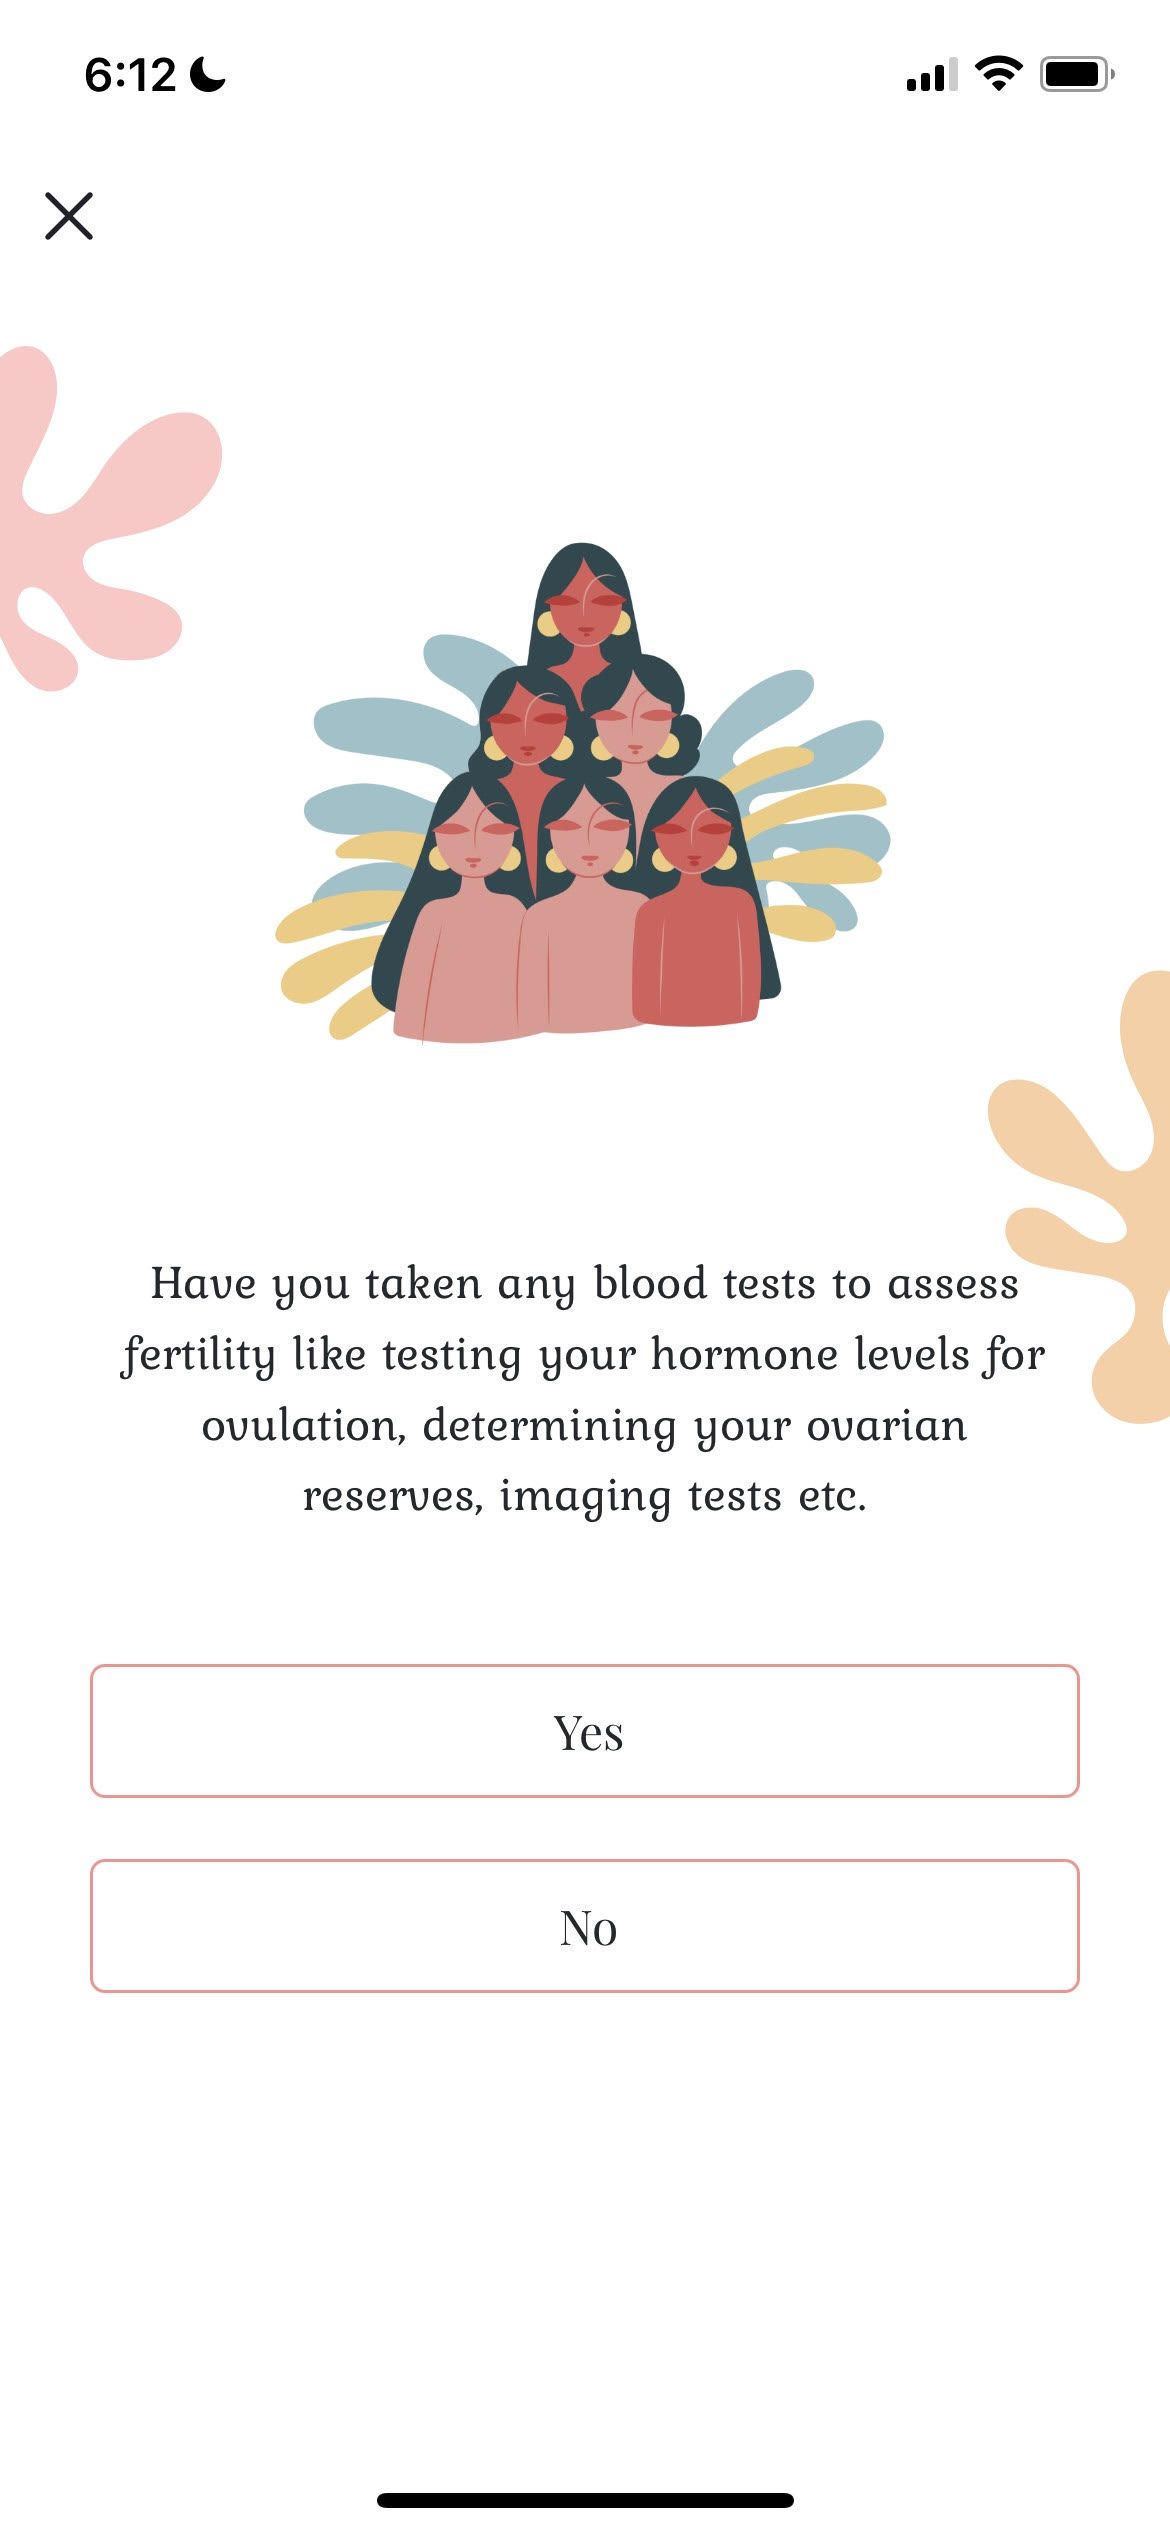 6:12
Have you taken any blood tests to assess
fertility like testing your hormone levels for
ovulation, determining your ovarian
reserves, imaging tests etc.
Yes
No